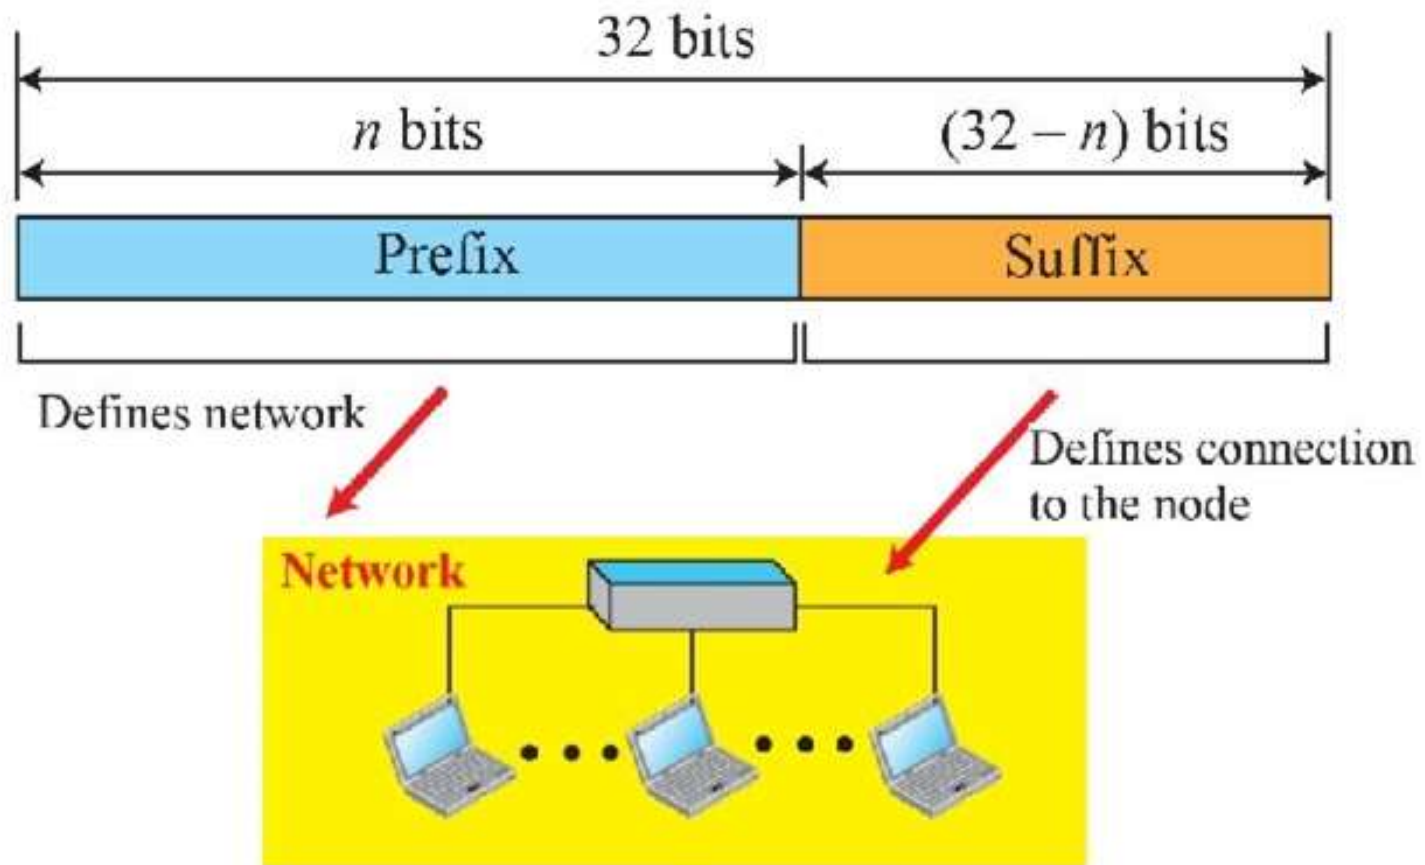 32 bits
n bits
(32 – n) bits
Prefix
Suffix
Defines network
Defines connection
to the node
Network